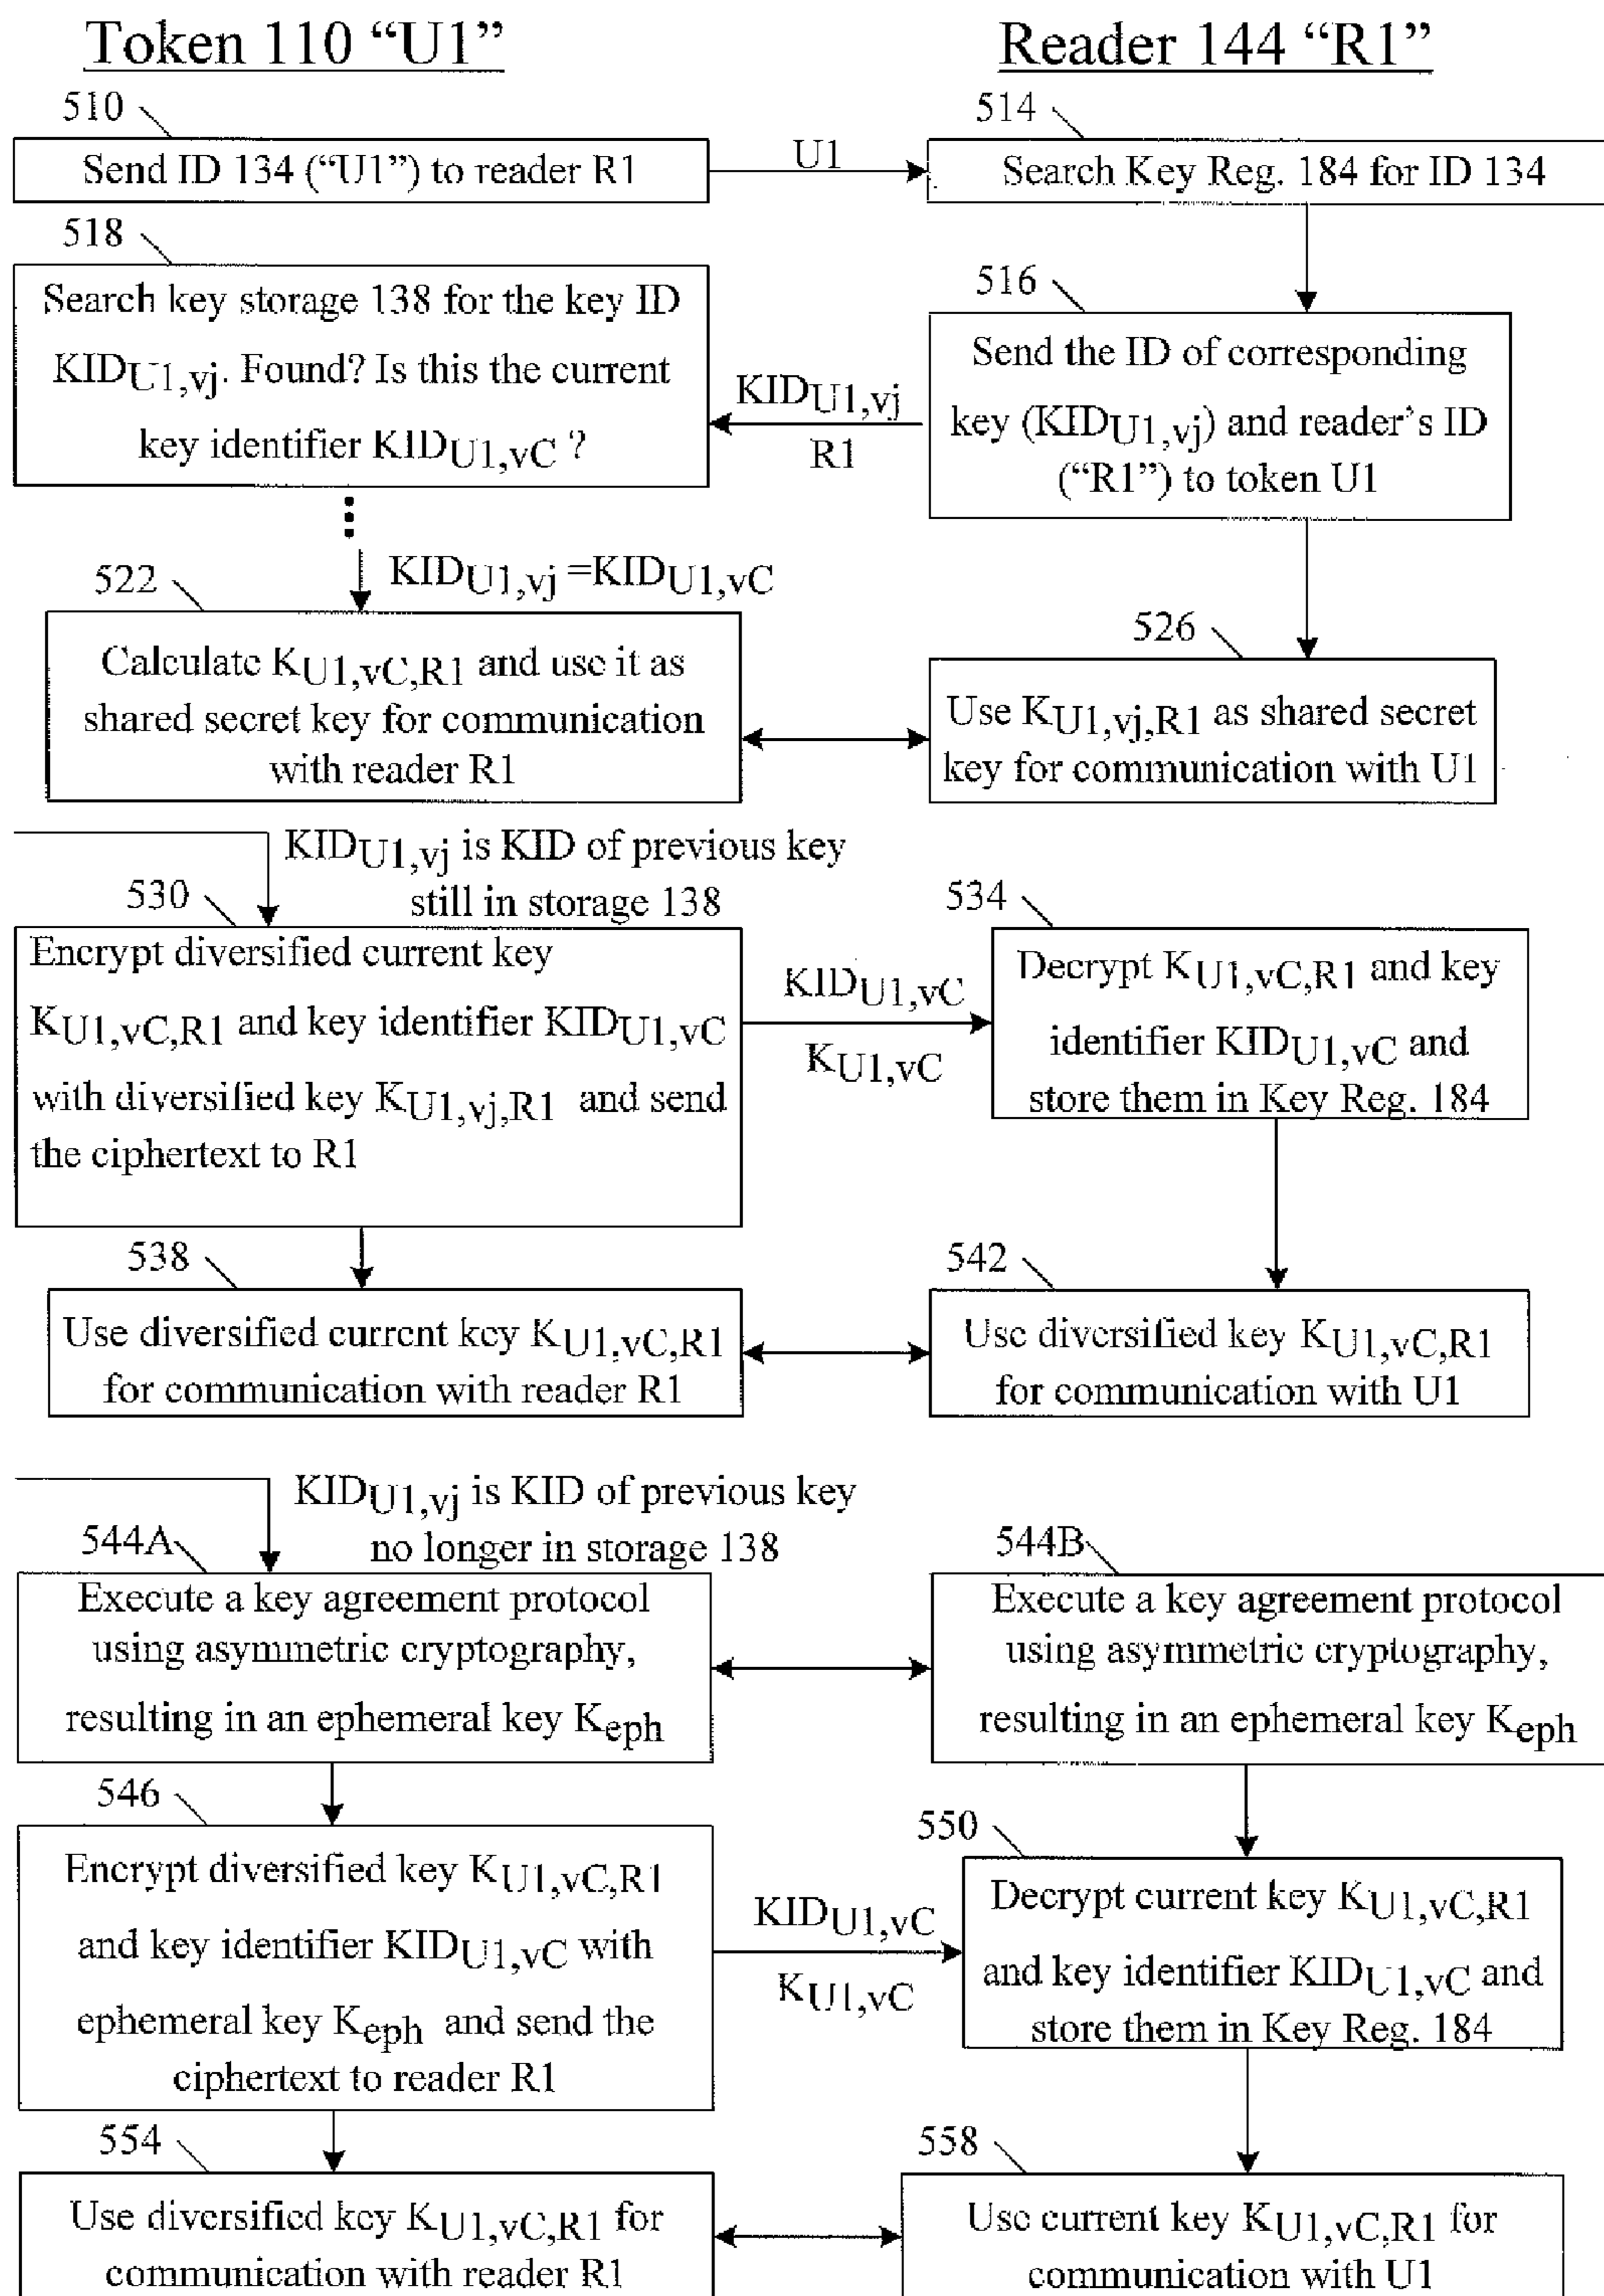 Token 110 “U1”
Reader 144 “R1”
510
Send ID 134 (“U1”) to reader R1
U1
514
Search Key Reg. 184 for ID 134
518
Search key storage 138 for the key ID
KIDU1,vj. Found? Is this the current
key identifier KIDU1,vC ?
516
Send the ID of corresponding
key (KIDU1,vj) and reader’s ID
(“R1”) to token U1
KIDU1,vj
R1
KIDU1,vj =KIDU1,vC
522
Calculate KU1,vC,R1 and use it as
shared secret key for communication
with reader R1
526
Use KU1,vj,R1 as shared secret
key for communication with U1
KIDU1,vj is KID of previous key
still in storage 138
530
Encrypt diversified current key
KU1,vC,R1 and key identifier KIDU1,vC
with diversified key KU1,vj,R1 and send
the ciphertext to R1
KIDU1,vC
KU1,vC
534
Decrypt KU1,vC,R1 and key
identifier KIDU1,vC and
store them in Key Reg. 184
538
Use diversified current key KU1,vC,R1
for communication with reader R1
542
Use diversified key KU1,vC,R1
for communication with U1
KIDU1,vj is KID of previous key
no longer in storage 138
544A
Execute a key agreement protocol
using asymmetric cryptography,
resulting in an ephemeral key Keph
544B
Execute a key agreement protocol
using asymmetric cryptography,
resulting in an ephemeral key Keph
546
Encrypt diversified key KU1,vC,R1
and key identifier KIDU1,vC with
ephemeral key Keph and send the
ciphertext to reader R1
KIDU1,vC
KU1,vC
550
Decrypt current key KU1,vC,R1
and key identifier KIDU1,vC and
store them in Key Reg. 184
554
Use diversified key KU1,vC,R1 for
communication with reader R1
558
Use current key KU1,vC,R1 for
communication with U1